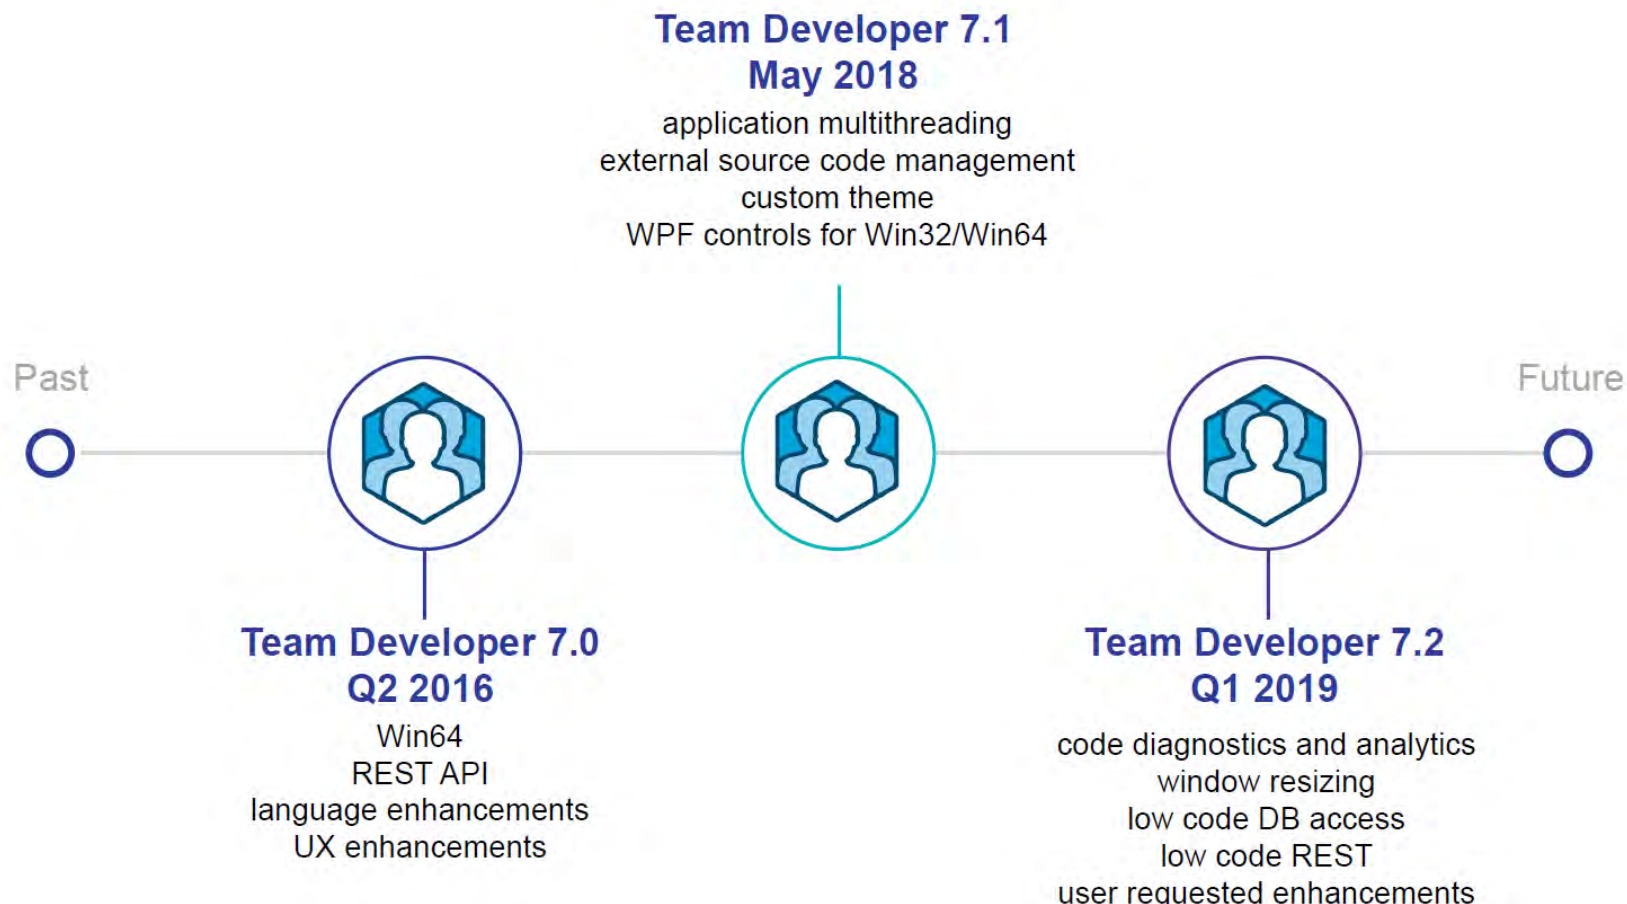 Team Developer 7.1
May 2018
application multithreading
external source code management
custom theme
WPF controls for Win32/Win64
Past
Future
Team Developer 7.0
Q2 2016
Win64
REST API
language enhancements
UX enhancements
Team Developer 7.2
Q1 2019
code diagnostics and analytics
window resizing
low code DB access
low code REST
user requested enhancements